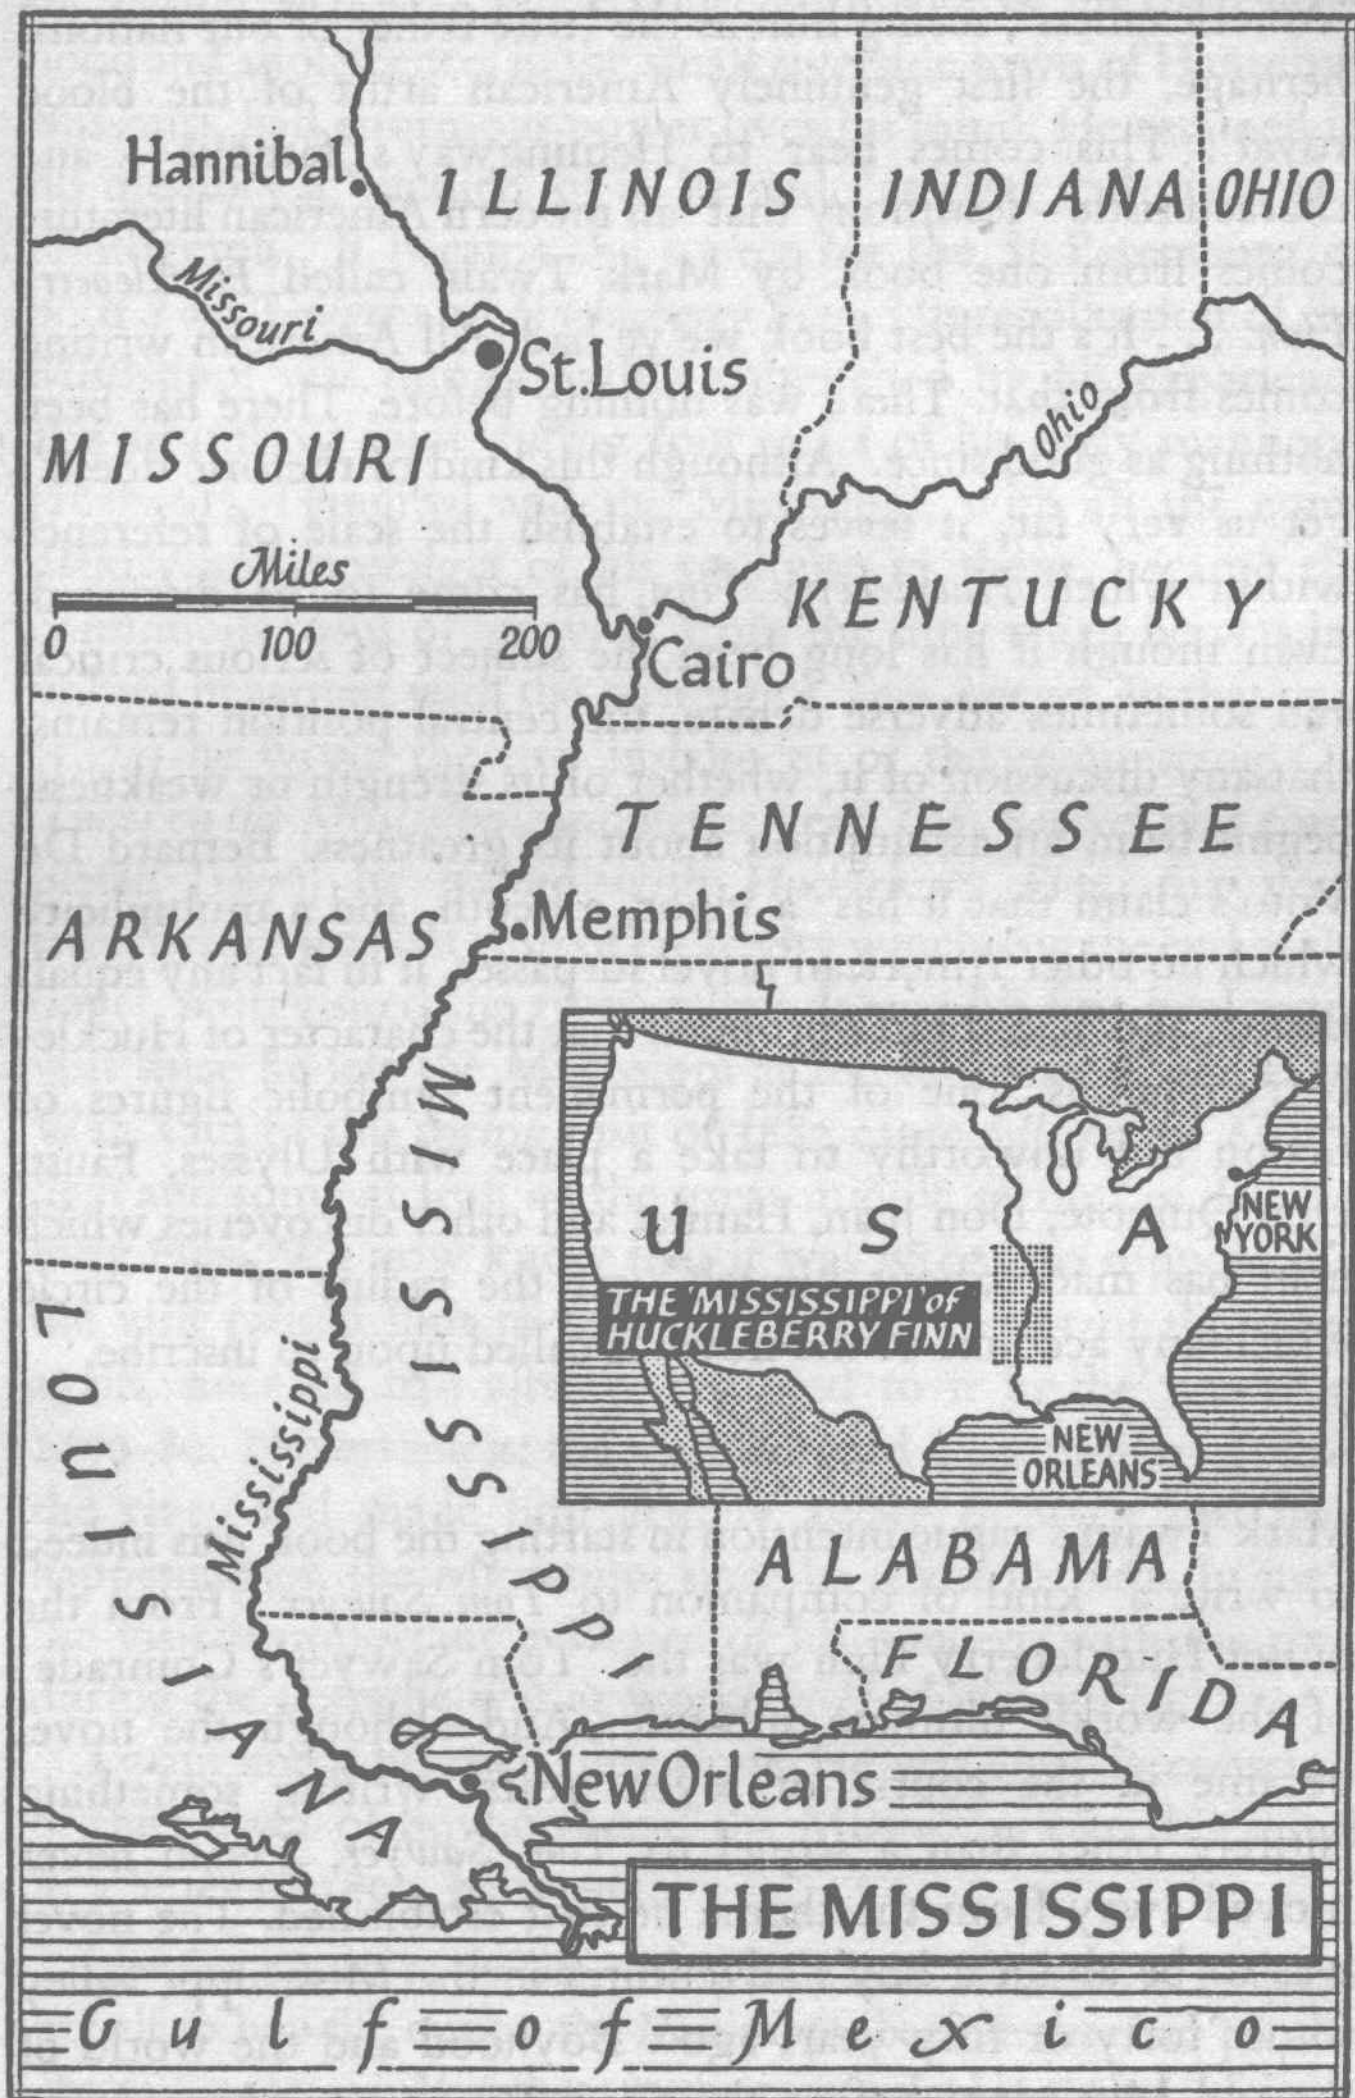 Hannibal
ILLINOIS
INDIANA
OHIO
Missouri
St.Louis
MISSOURI
Ohio
Miles
0 100 200
KENTUCKY
Cairo
TENNESSEE
ARKANSAS
Memphis
MISSISSIPPI
U S A
NEW
YORK
THE 'MISSISSIPPI' of
HUCKLEBERRY FINN
NEW
ORLEANS
LOUISIANA
Mississippi
ALABAMA
FLORIDA
New Orleans
THE MISSISSIPPI
Gulf of Mexico